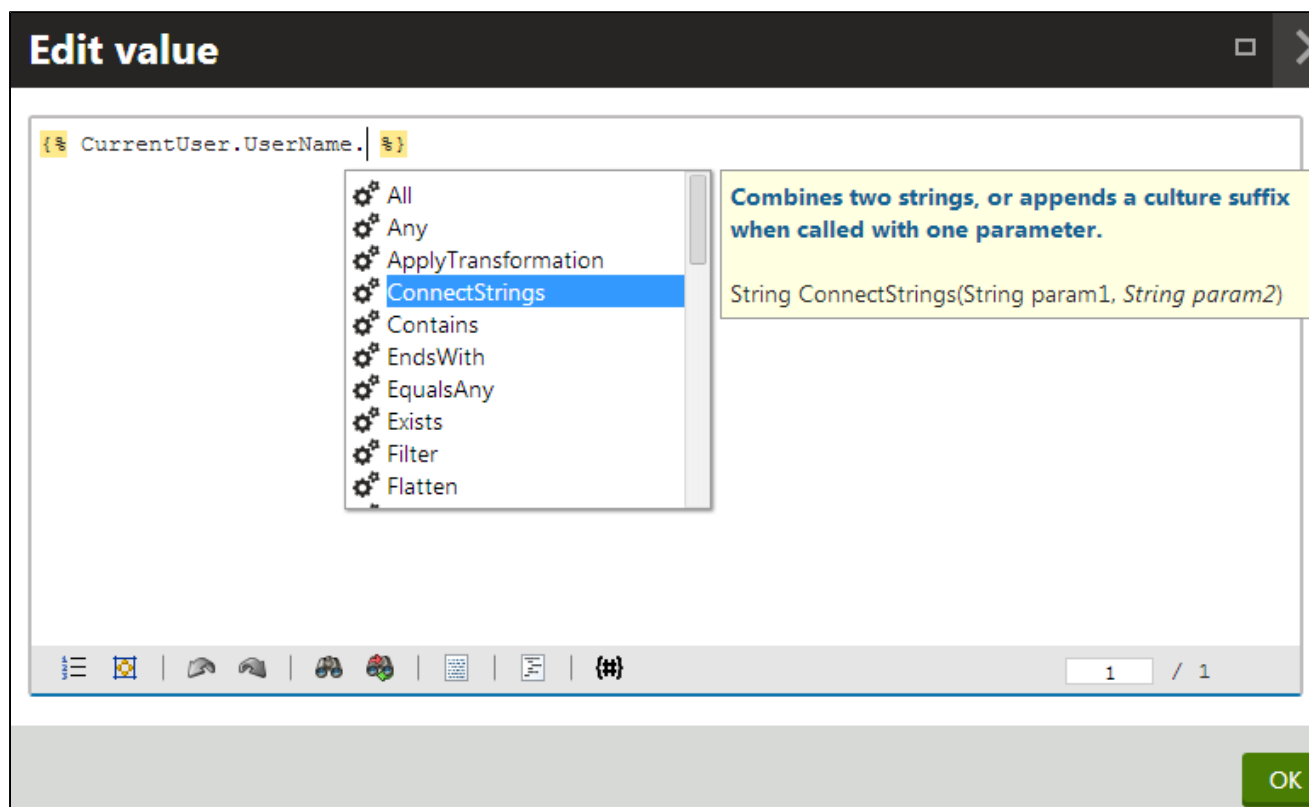 Edit value
{% CurrentUser.UserName. %}
All
Any
ApplyTransformation
ConnectStrings
Contains
EndsWith
EqualsAny
Exists
Filter
Flatten
Combines two strings, or appends a culture suffix
when called with one parameter.
String ConnectStrings(String param1, String param2)
{#}
1 / 1
OK